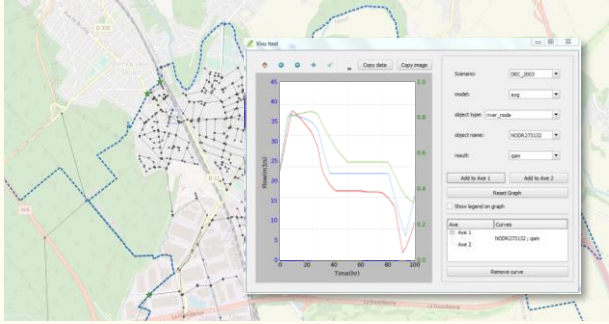 Visu tool
Copy data
Copy image
Scenario:
DEC_2003
model:
object type:
river_node
object name:
NODR273132
result:
qam
Add to Axe 1
Add to Axe 2
Reset Graph
Show legend on graph
Axe
Curves
Axe 1
NODR273132 ; qam
Axe 2
Remove curve
45
40
35
30
25
20
15
10
5
0
Flow(m3/s)
1.0
0.8
0.6
0.4
0.2
0.0
0
20
40
60
80
100
Time(hr)